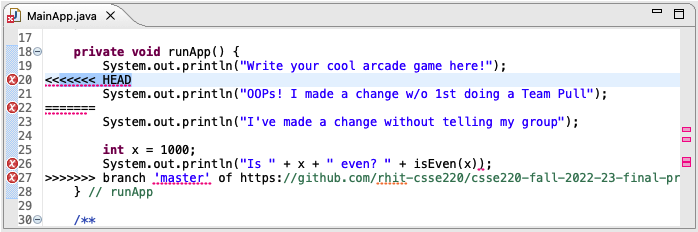 MainApp.java
17
18 private void runApp() {
19 System.out.println("Write your cool arcade game here!");
20 <<<<<<< HEAD
21 System.out.println("OOPs! I made a change w/o 1st doing a Team Pull");
22 =======
23 System.out.println("I've made a change without telling my group");
24
25 int x = 1000;
26 System.out.println("Is " + x + " even? " + isEven(x));
27 >>>>>>> branch 'master' of https://github.com/rhit-csse220/csse220-fall-2022-23-final-pr
28 } // runApp
29
30 /**